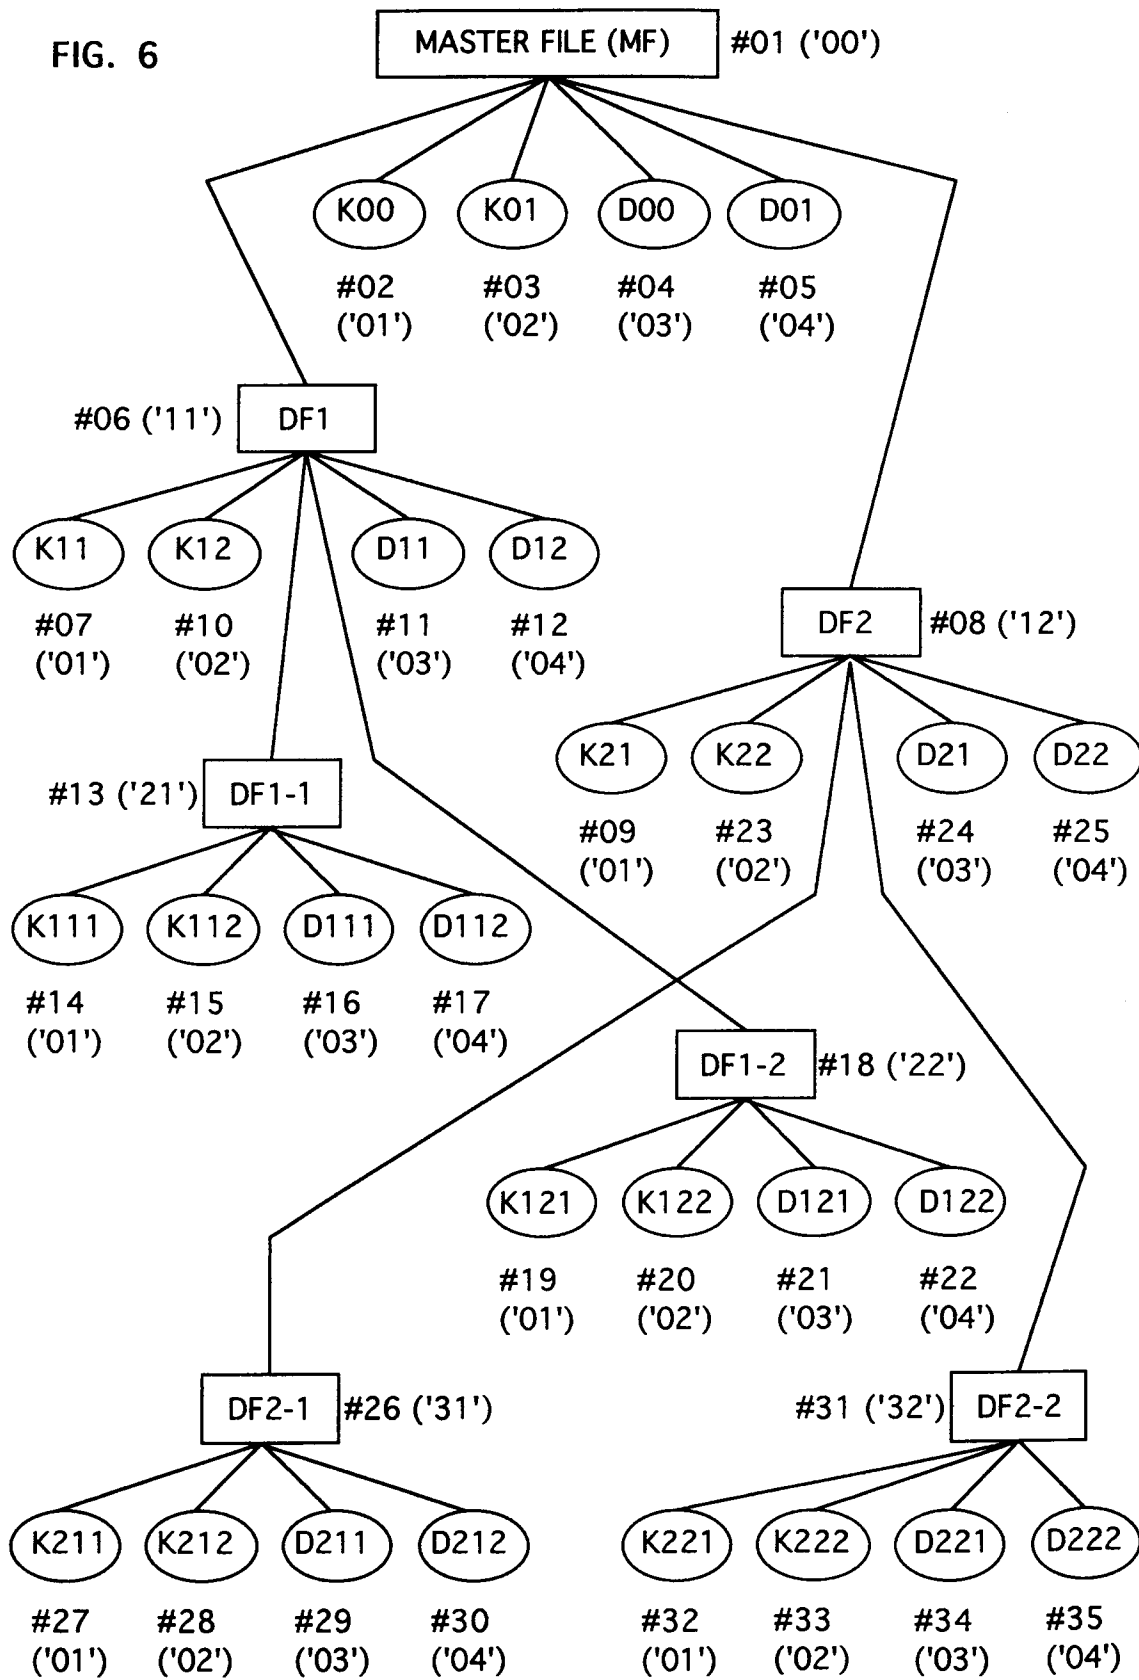 FIG. 6
MASTER FILE (MF)
#01 ('00')
K00
K01
D00
D01
#02
('01')
#03
('02')
#04
('03')
#05
('04')
#06 ('11')
DF1
K11
K12
D11
D12
#07
('01')
#10
('02')
#11
('03')
#12
('04')
DF2
#08 ('12')
K21
K22
D21
D22
#09
('01')
#23
('02')
#24
('03')
#25
('04')
#13 ('21')
DF1-1
K111
K112
D111
D112
#14
('01')
#15
('02')
#16
('03')
#17
('04')
DF1-2
#18 ('22')
K121
K122
D121
D122
#19
('01')
#20
('02')
#21
('03')
#22
('04')
DF2-1
#26 ('31')
#31 ('32')
DF2-2
K211
K212
D211
D212
#27
('01')
#28
('02')
#29
('03')
#30
('04')
K221
K222
D221
D222
#32
('01')
#33
('02')
#34
('03')
#35
('04')